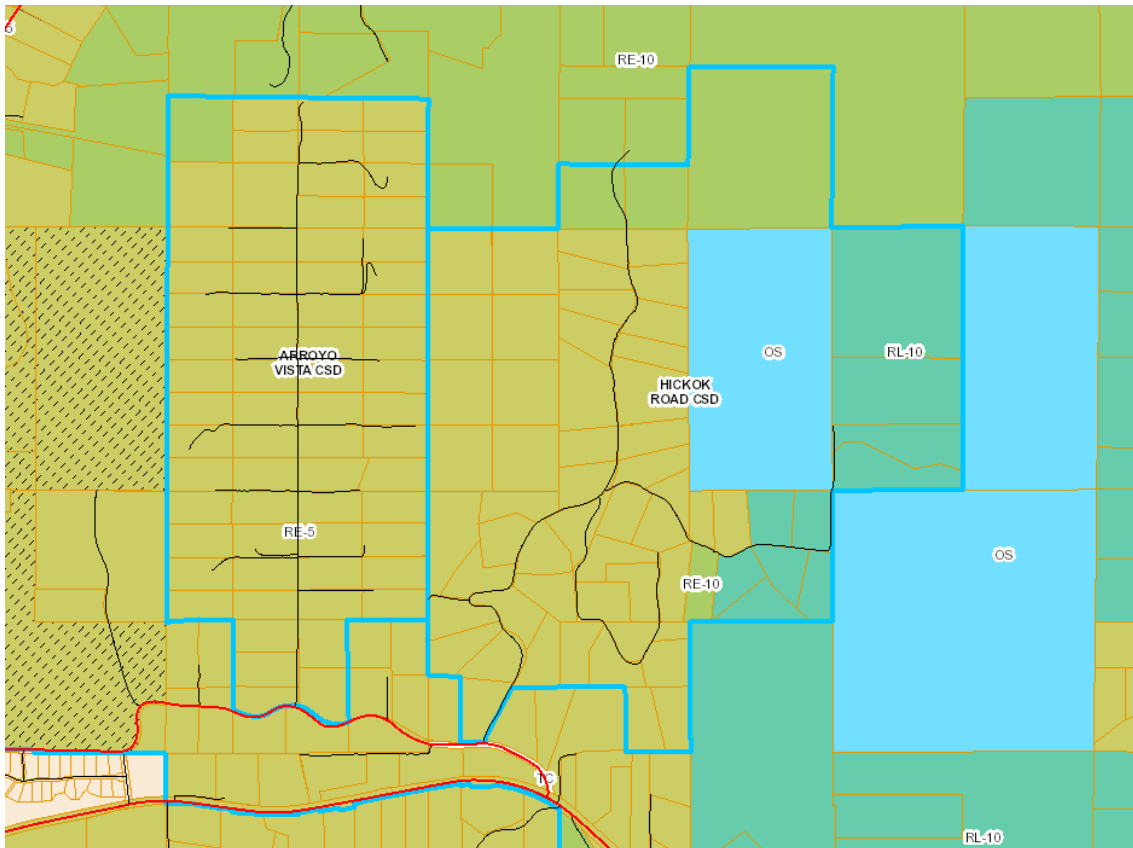 RE-10
OS
RL-10
ARROYO
VISTA CSD
HICKOK
ROAD CSD
RE-5
OS
RE-10
TC
RL-10